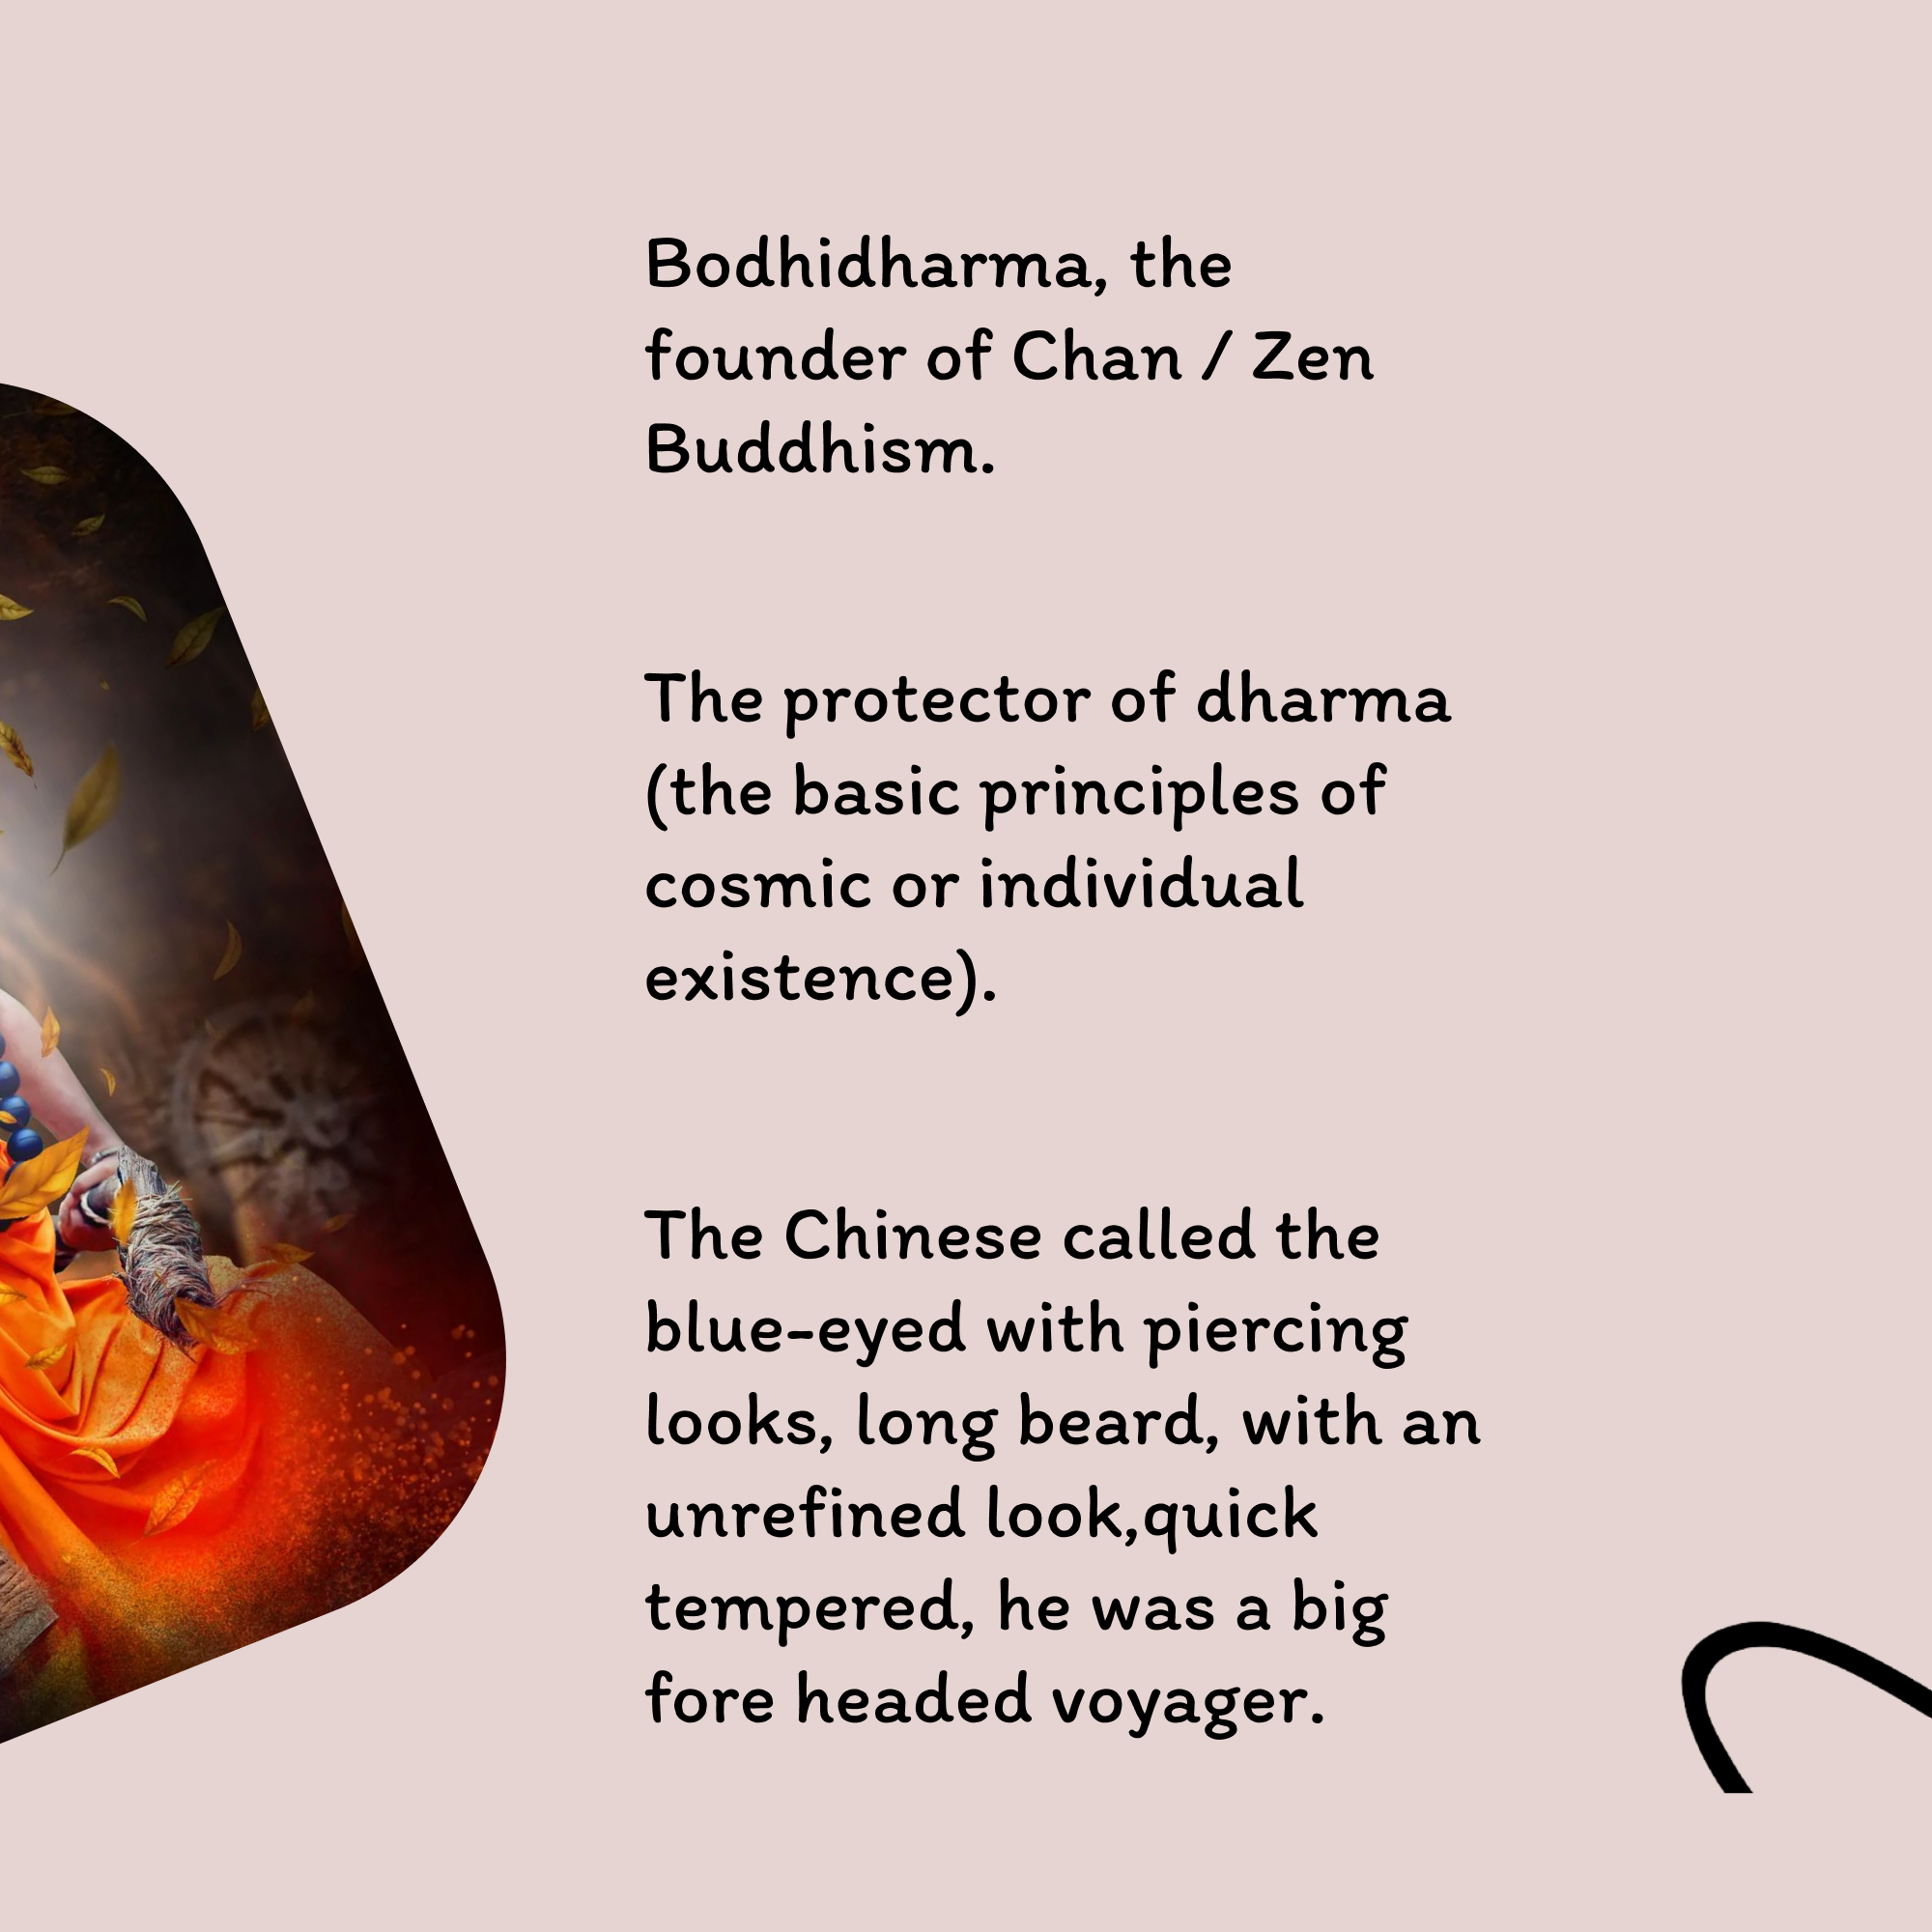 Bodhidharma, the
founder of Chan / Zen
Buddhism.
The protector of dharma
(the basic principles of
cosmic or individual
existence).
The Chinese called the
blue-eyed with piercing
looks, long beard, with an
unrefined look,quick
tempered, he was a big
fore headed voyager.